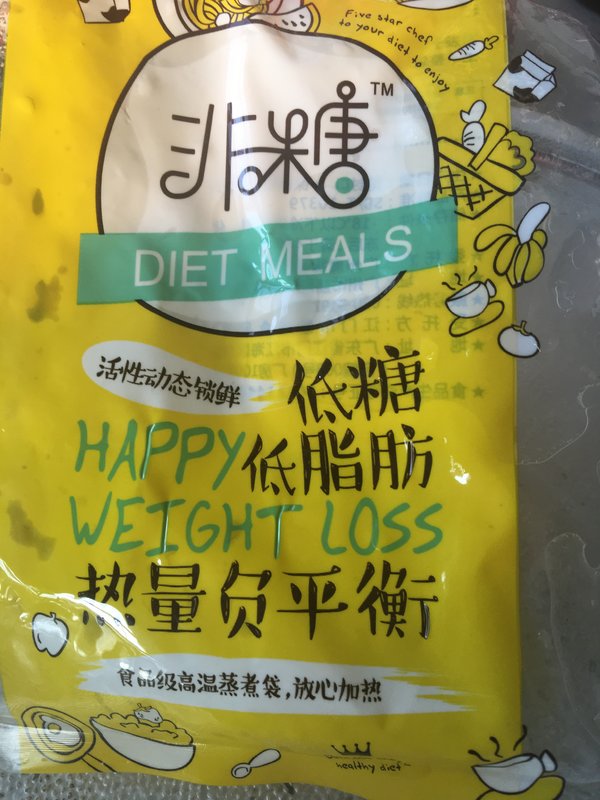 Five star chef
to your diet to enjoy
非糖™
DIET MEALS
活性动态锁鲜
低糖
HAPPY低脂肪
WEIGHT LOSS
热量负平衡
食品级高温蒸煮袋,放心加热
healthy diet